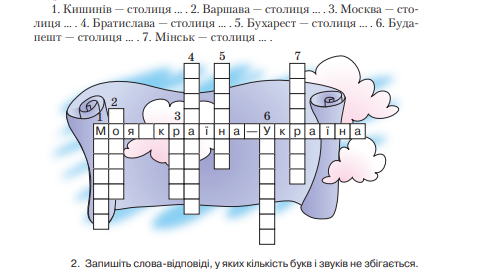 1. Кишинів — столиця ... . 2. Варшава — столиця ... . 3. Москва — сто-
лиця ... . 4. Братислава — столиця ... . 5. Бухарест — столиця ... . 6. Буда-
пешт — столиця ... . 7. Мінськ — столиця ... .
4 5 7
2
1 3 6
Моя країна—Україна
2. Запишіть слова-відповіді, у яких кількість букв і звуків не збігається.